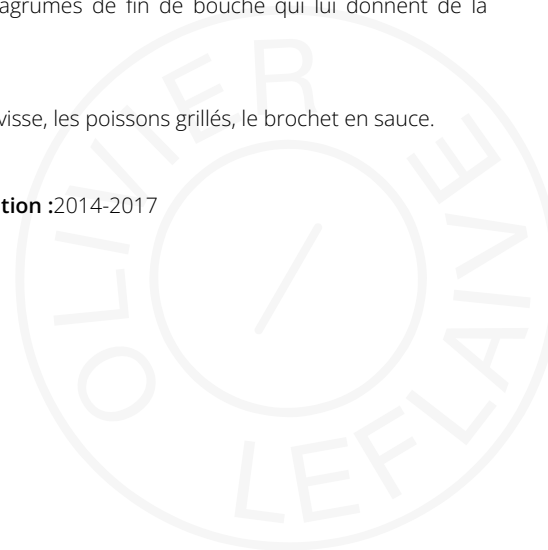 agrumes de fin de bouche qui lui donnent de la
visse, les poissons grillés, le brochet en sauce.
tion :2014-2017
OLIVIER
LEFLAIVE